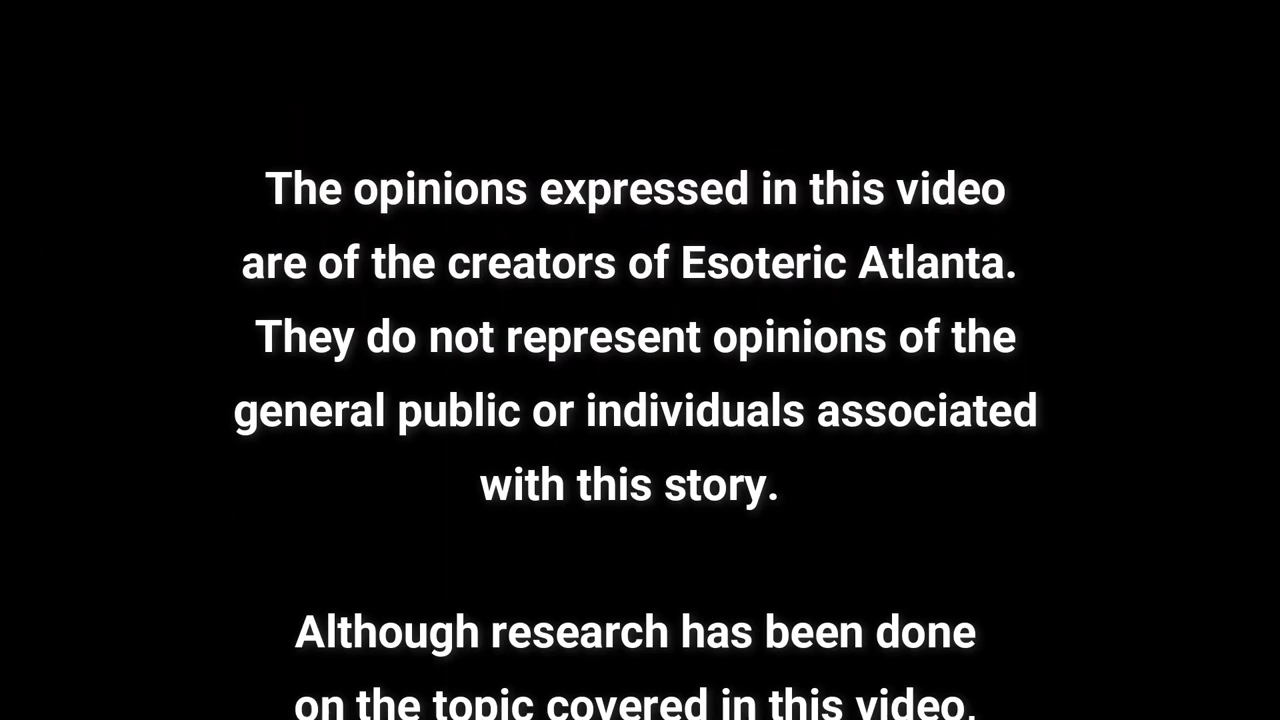 The opinions expressed in this video
are of the creators of Esoteric Atlanta.
They do not represent opinions of the
general public or individuals associated
with this story.
Although research has been done
on the topic covered in this video,